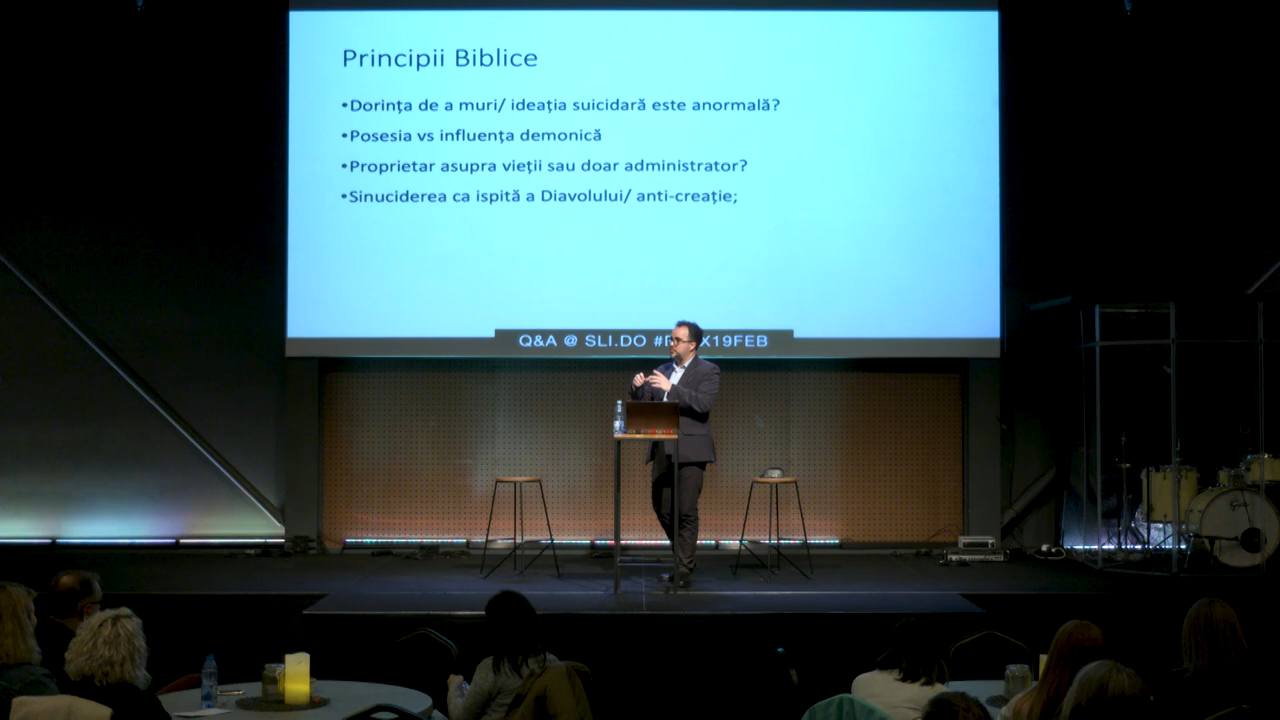 Principii Biblice
•Dorința de a muri/ ideația suicidară este anormală?
•Posesia vs influența demonică
•Proprietar asupra vieții sau doar administrator?
•Sinuciderea ca ispită a Diavolului/ anti-creație;
Q&A @ SLI.DO